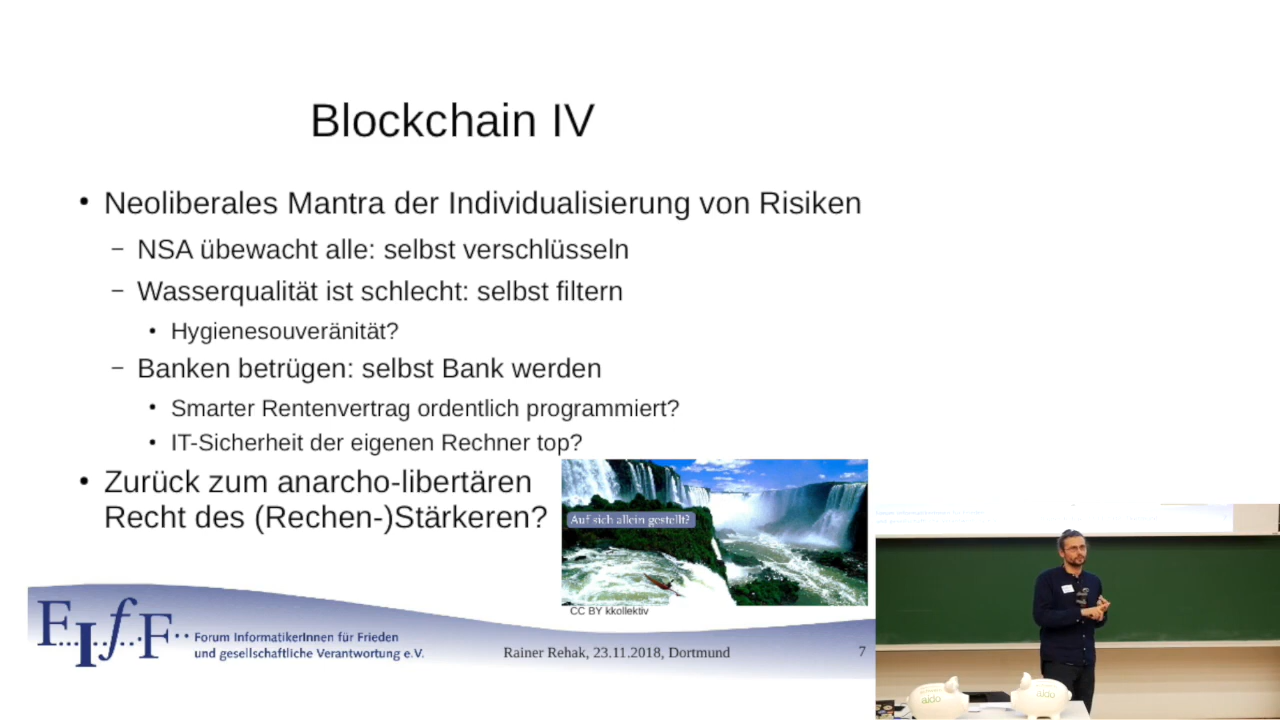 Blockchain IV
• Neoliberales Mantra der Individualisierung von Risiken
– NSA übewacht alle: selbst verschlüsseln
– Wasserqualität ist schlecht: selbst filtern
• Hygienesouveränität?
– Banken betrügen: selbst Bank werden
• Smarter Rentenvertrag ordentlich programmiert?
• IT-Sicherheit der eigenen Rechner top?
• Zurück zum anarcho-libertären
Recht des (Rechen-)Stärkeren?
Auf sich allein gestellt?
CC BY kkollektiv
F..I..f..F..
Forum InformatikerInnen für Frieden
und gesellschaftliche Verantwortung e.V.
Rainer Rehak, 23.11.2018, Dortmund
7
aido
aido